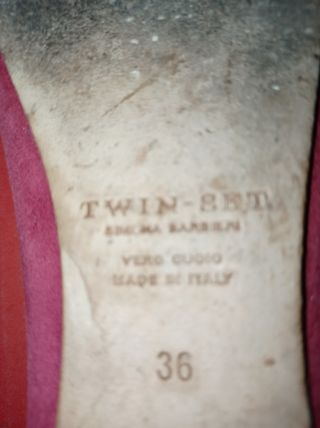 TWIN-SET
SIMONA BARBIERI
VERO CUOIO
MADE IN ITALY
36